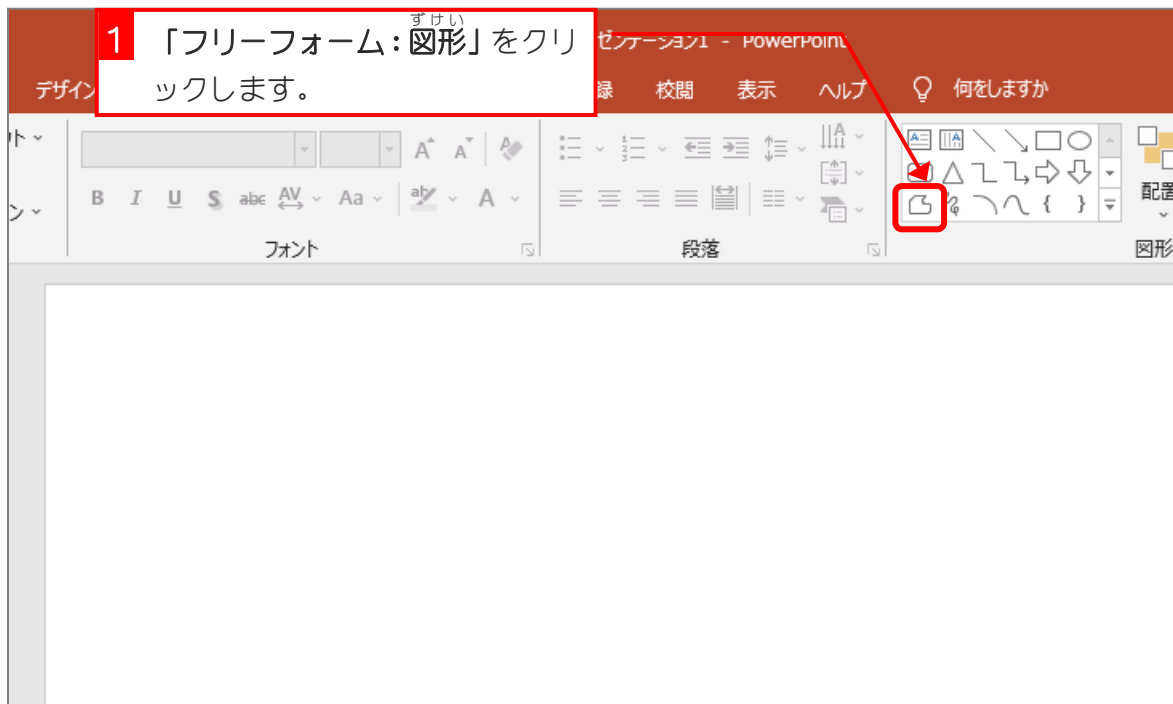 1 「フリーフォーム：図形」をクリ
ずけい
ックします。
ゼンテーション1 - PowerPoint
デザイン 録 校閲 表示 ヘルプ 何をしますか
B I U S abc AV Aa ab A
配置
フォント 段落 図形